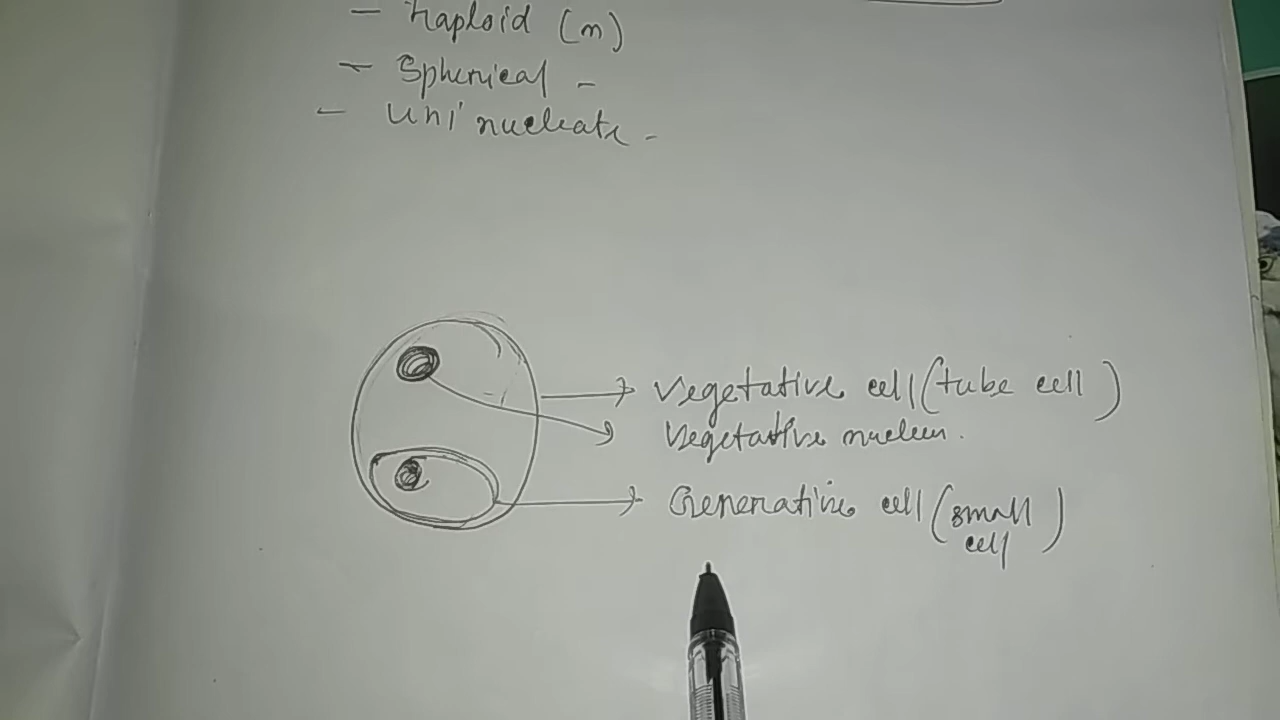 - haploid (n)
- Spherical -
- Uni nucleate -
Vegetative cell (tube cell)
Vegetative nucleus.
Generative cell (small
cell)